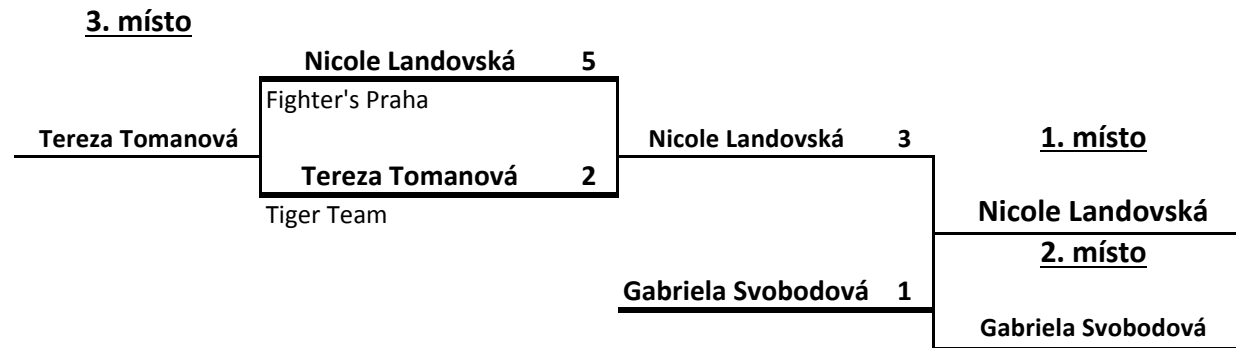 3. místo
Nicole Landovská 5
Fighter's Praha
Tereza Tomanová
Nicole Landovská 3
1. místo
Tereza Tomanová 2
Tiger Team
Nicole Landovská
2. místo
Gabriela Svobodová 1
Gabriela Svobodová